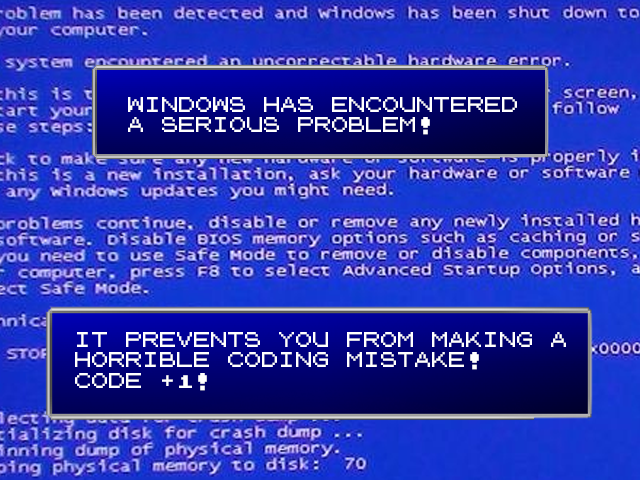 roblem has been detected and Windows has been shut down to
your computer.
system encountered an uncorrectable hardware error.
this is t screen,
tart your follow
se steps:
WINDOWS HAS ENCOUNTERED
A SERIOUS PROBLEM!
ck to make sure any new hardware or software is properly i
this is a new installation, ask your hardware or software
any Windows updates you might need.
problems continue, disable or remove any newly installed h
software. Disable BIOS memory options such as caching or s
you need to use Safe Mode to remove or disable components,
r computer, press F8 to select Advanced Startup Options, a
ect Safe Mode.
hnica
IT PREVENTS YOU FROM MAKING A
STOP x0000
HORRIBLE CODING MISTAKE!
CODE +1!
lecting data for crash dump ...
tializing disk for crash dump ...
inning dump of physical memory.
ping physical memory to disk: 70